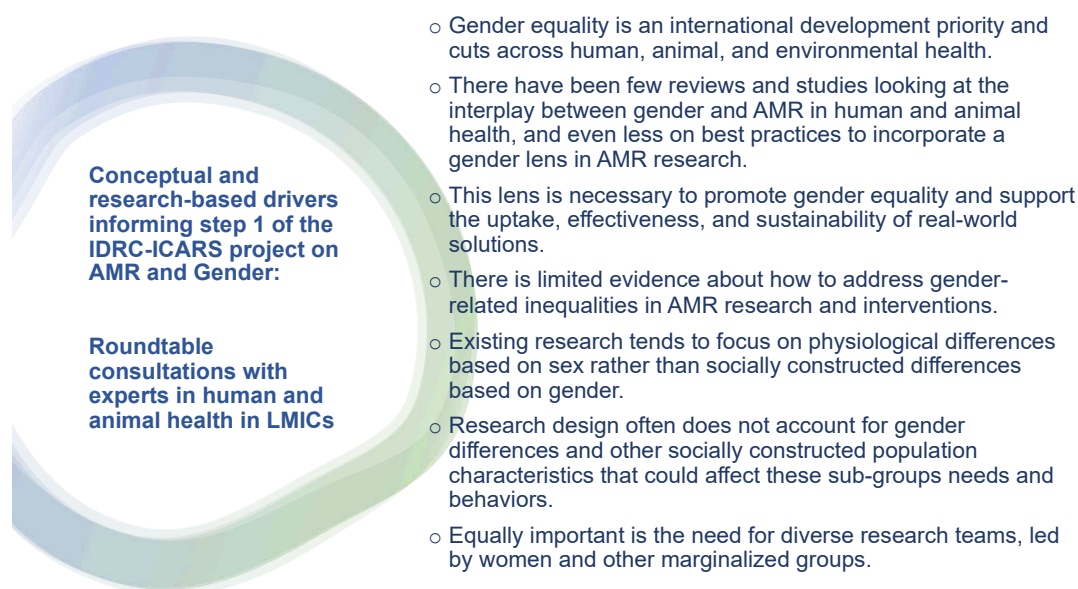 Conceptual and
research-based drivers
informing step 1 of the
IDRC-ICARS project on
AMR and Gender:
Roundtable
consultations with
experts in human and
animal health in LMICs
○ Gender equality is an international development priority and
cuts across human, animal, and environmental health.
○ There have been few reviews and studies looking at the
interplay between gender and AMR in human and animal
health, and even less on best practices to incorporate a
gender lens in AMR research.
○ This lens is necessary to promote gender equality and support
the uptake, effectiveness, and sustainability of real-world
solutions.
○ There is limited evidence about how to address gender-
related inequalities in AMR research and interventions.
○ Existing research tends to focus on physiological differences
based on sex rather than socially constructed differences
based on gender.
○ Research design often does not account for gender
differences and other socially constructed population
characteristics that could affect these sub-groups needs and
behaviors.
○ Equally important is the need for diverse research teams, led
by women and other marginalized groups.